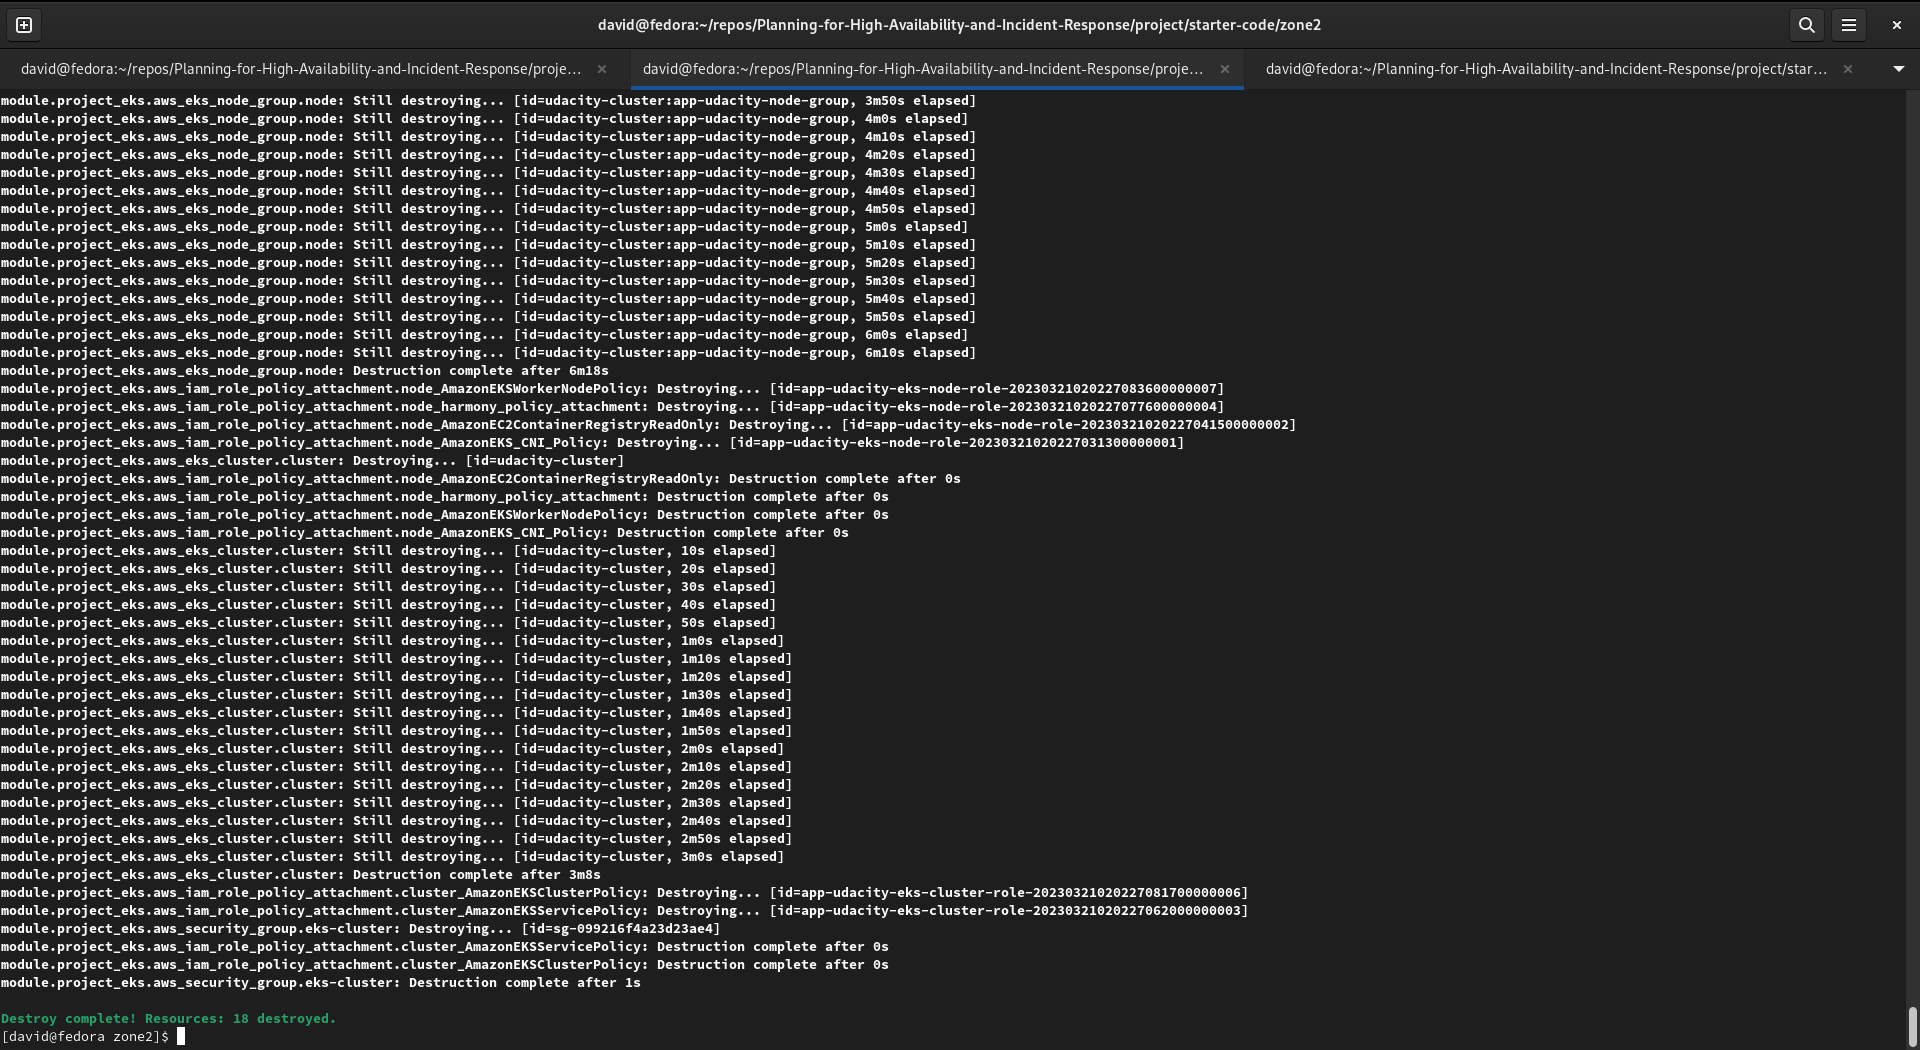 david@fedora:~/repos/Planning-for-High-Availability-and-Incident-Response/project/starter-code/zone2
david@fedora:~/repos/Planning-for-High-Availability-and-Incident-Response/proje...
david@fedora:~/repos/Planning-for-High-Availability-and-Incident-Response/proje...
david@fedora:~/Planning-for-High-Availability-and-Incident-Response/project/star...
module.project_eks.aws_eks_node_group.node: Still destroying... [id=udacity-cluster:app-udacity-node-group, 3m50s elapsed]
module.project_eks.aws_eks_node_group.node: Still destroying... [id=udacity-cluster:app-udacity-node-group, 4m0s elapsed]
module.project_eks.aws_eks_node_group.node: Still destroying... [id=udacity-cluster:app-udacity-node-group, 4m10s elapsed]
module.project_eks.aws_eks_node_group.node: Still destroying... [id=udacity-cluster:app-udacity-node-group, 4m20s elapsed]
module.project_eks.aws_eks_node_group.node: Still destroying... [id=udacity-cluster:app-udacity-node-group, 4m30s elapsed]
module.project_eks.aws_eks_node_group.node: Still destroying... [id=udacity-cluster:app-udacity-node-group, 4m40s elapsed]
module.project_eks.aws_eks_node_group.node: Still destroying... [id=udacity-cluster:app-udacity-node-group, 4m50s elapsed]
module.project_eks.aws_eks_node_group.node: Still destroying... [id=udacity-cluster:app-udacity-node-group, 5m0s elapsed]
module.project_eks.aws_eks_node_group.node: Still destroying... [id=udacity-cluster:app-udacity-node-group, 5m10s elapsed]
module.project_eks.aws_eks_node_group.node: Still destroying... [id=udacity-cluster:app-udacity-node-group, 5m20s elapsed]
module.project_eks.aws_eks_node_group.node: Still destroying... [id=udacity-cluster:app-udacity-node-group, 5m30s elapsed]
module.project_eks.aws_eks_node_group.node: Still destroying... [id=udacity-cluster:app-udacity-node-group, 5m40s elapsed]
module.project_eks.aws_eks_node_group.node: Still destroying... [id=udacity-cluster:app-udacity-node-group, 5m50s elapsed]
module.project_eks.aws_eks_node_group.node: Still destroying... [id=udacity-cluster:app-udacity-node-group, 6m0s elapsed]
module.project_eks.aws_eks_node_group.node: Still destroying... [id=udacity-cluster:app-udacity-node-group, 6m10s elapsed]
module.project_eks.aws_eks_node_group.node: Destruction complete after 6m18s
module.project_eks.aws_iam_role_policy_attachment.node_AmazonEKSWorkerNodePolicy: Destroying... [id=app-udacity-eks-node-role-20230321020227083600000007]
module.project_eks.aws_iam_role_policy_attachment.node_harmony_policy_attachment: Destroying... [id=app-udacity-eks-node-role-20230321020227077600000004]
module.project_eks.aws_iam_role_policy_attachment.node_AmazonEC2ContainerRegistryReadOnly: Destroying... [id=app-udacity-eks-node-role-20230321020227041500000002]
module.project_eks.aws_iam_role_policy_attachment.node_AmazonEKS_CNI_Policy: Destroying... [id=app-udacity-eks-node-role-20230321020227031300000001]
module.project_eks.aws_eks_cluster.cluster: Destroying... [id=udacity-cluster]
module.project_eks.aws_iam_role_policy_attachment.node_AmazonEC2ContainerRegistryReadOnly: Destruction complete after 0s
module.project_eks.aws_iam_role_policy_attachment.node_harmony_policy_attachment: Destruction complete after 0s
module.project_eks.aws_iam_role_policy_attachment.node_AmazonEKSWorkerNodePolicy: Destruction complete after 0s
module.project_eks.aws_iam_role_policy_attachment.node_AmazonEKS_CNI_Policy: Destruction complete after 0s
module.project_eks.aws_eks_cluster.cluster: Still destroying... [id=udacity-cluster, 10s elapsed]
module.project_eks.aws_eks_cluster.cluster: Still destroying... [id=udacity-cluster, 20s elapsed]
module.project_eks.aws_eks_cluster.cluster: Still destroying... [id=udacity-cluster, 30s elapsed]
module.project_eks.aws_eks_cluster.cluster: Still destroying... [id=udacity-cluster, 40s elapsed]
module.project_eks.aws_eks_cluster.cluster: Still destroying... [id=udacity-cluster, 50s elapsed]
module.project_eks.aws_eks_cluster.cluster: Still destroying... [id=udacity-cluster, 1m0s elapsed]
module.project_eks.aws_eks_cluster.cluster: Still destroying... [id=udacity-cluster, 1m10s elapsed]
module.project_eks.aws_eks_cluster.cluster: Still destroying... [id=udacity-cluster, 1m20s elapsed]
module.project_eks.aws_eks_cluster.cluster: Still destroying... [id=udacity-cluster, 1m30s elapsed]
module.project_eks.aws_eks_cluster.cluster: Still destroying... [id=udacity-cluster, 1m40s elapsed]
module.project_eks.aws_eks_cluster.cluster: Still destroying... [id=udacity-cluster, 1m50s elapsed]
module.project_eks.aws_eks_cluster.cluster: Still destroying... [id=udacity-cluster, 2m0s elapsed]
module.project_eks.aws_eks_cluster.cluster: Still destroying... [id=udacity-cluster, 2m10s elapsed]
module.project_eks.aws_eks_cluster.cluster: Still destroying... [id=udacity-cluster, 2m20s elapsed]
module.project_eks.aws_eks_cluster.cluster: Still destroying... [id=udacity-cluster, 2m30s elapsed]
module.project_eks.aws_eks_cluster.cluster: Still destroying... [id=udacity-cluster, 2m40s elapsed]
module.project_eks.aws_eks_cluster.cluster: Still destroying... [id=udacity-cluster, 2m50s elapsed]
module.project_eks.aws_eks_cluster.cluster: Still destroying... [id=udacity-cluster, 3m0s elapsed]
module.project_eks.aws_eks_cluster.cluster: Destruction complete after 3m8s
module.project_eks.aws_iam_role_policy_attachment.cluster_AmazonEKSClusterPolicy: Destroying... [id=app-udacity-eks-cluster-role-20230321020227081700000006]
module.project_eks.aws_iam_role_policy_attachment.cluster_AmazonEKSServicePolicy: Destroying... [id=app-udacity-eks-cluster-role-20230321020227062000000003]
module.project_eks.aws_security_group.eks-cluster: Destroying... [id=sg-099216f4a23d23ae4]
module.project_eks.aws_iam_role_policy_attachment.cluster_AmazonEKSServicePolicy: Destruction complete after 0s
module.project_eks.aws_iam_role_policy_attachment.cluster_AmazonEKSClusterPolicy: Destruction complete after 0s
module.project_eks.aws_security_group.eks-cluster: Destruction complete after 1s
Destroy complete! Resources: 18 destroyed.
[david@fedora zone2]$